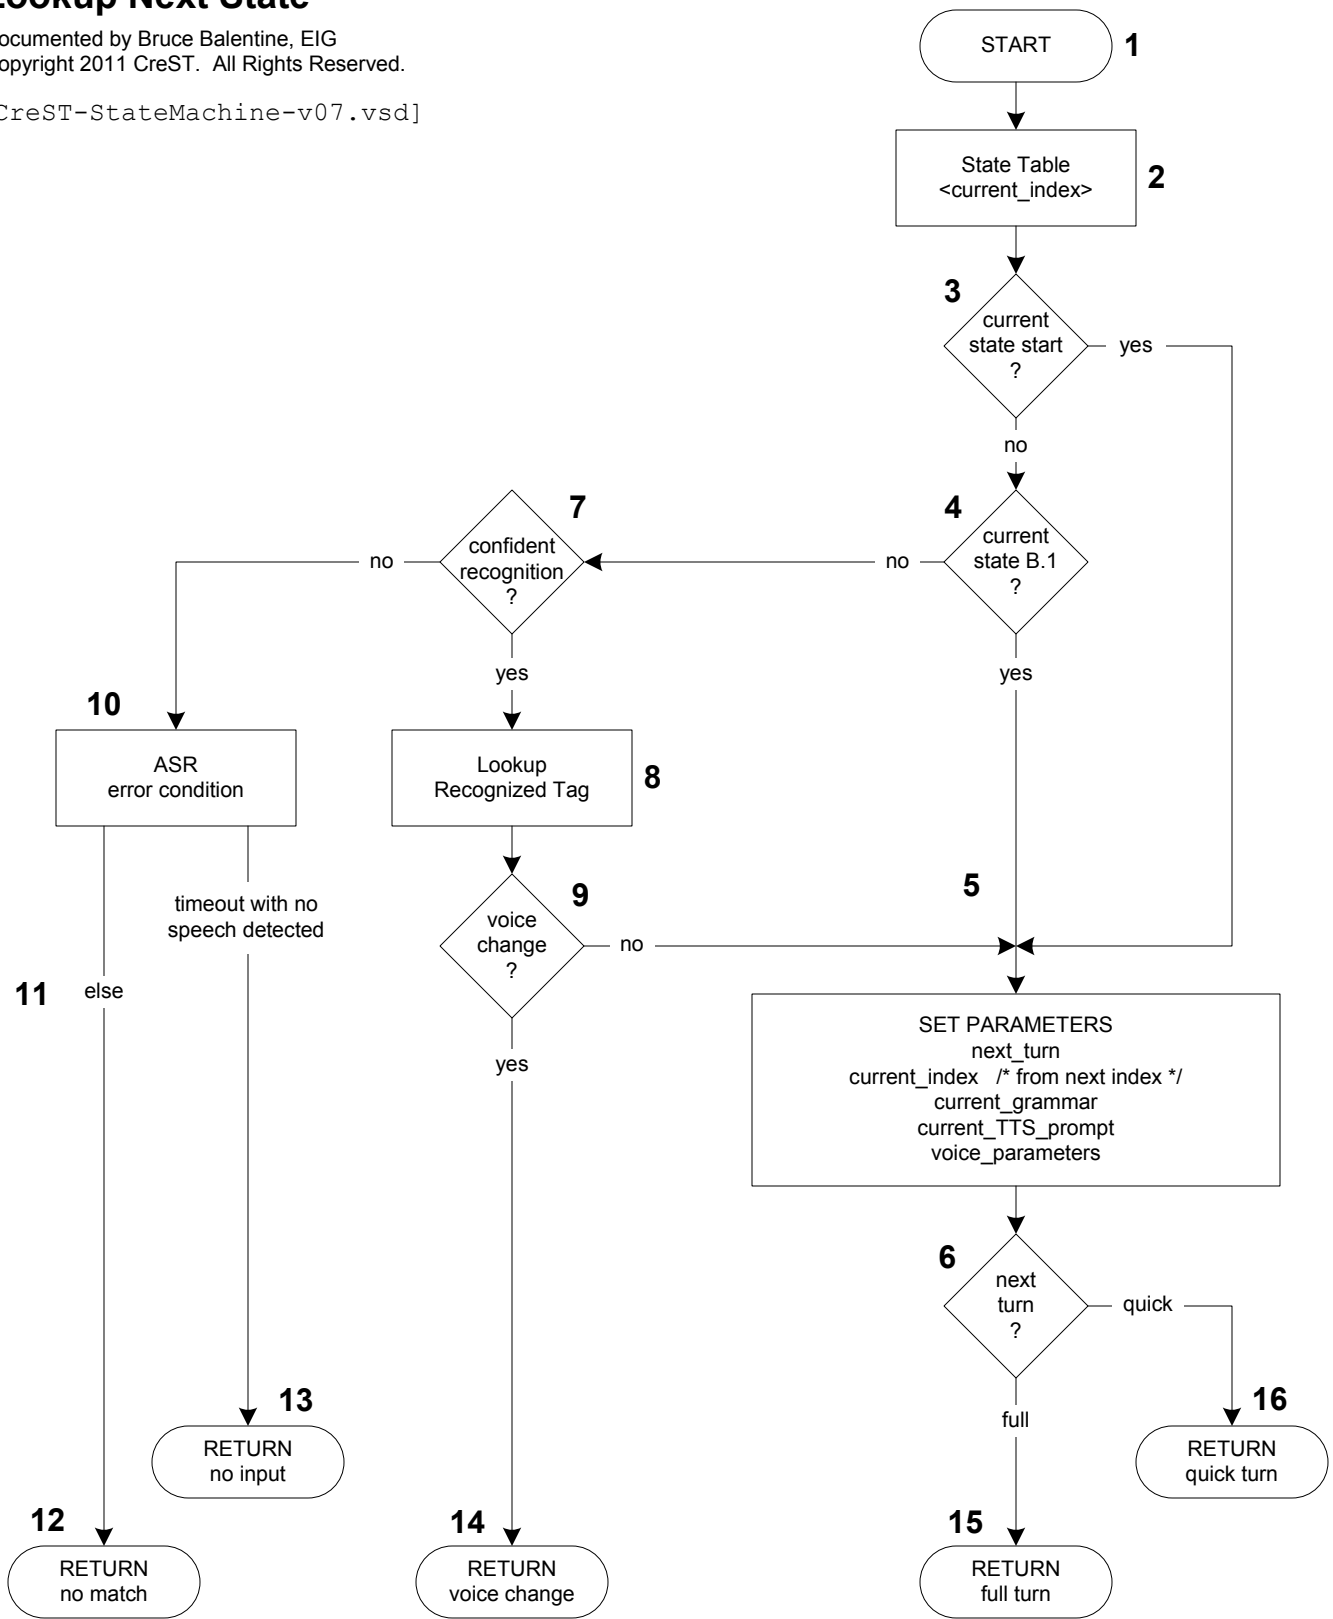 Lookup Next State
ocumented by Bruce Balentine, EIG
opyright 2011 CreST.  All Rights Reserved.
CreST-StateMachine-v07.vsd]
START
1
State Table
<current_index>
2
3
current
state start
?
yes
no
4
current
state B.1
?
no
yes
7
confident
recognition
?
no
yes
10
ASR
error condition
Lookup
Recognized Tag
8
timeout with no
speech detected
9
voice
change
?
no
yes
5
11
else
SET PARAMETERS
next_turn
current_index   /* from next index */
current_grammar
current_TTS_prompt
voice_parameters
6
next
turn
?
quick
full
13
RETURN
no input
16
RETURN
quick turn
12
RETURN
no match
14
RETURN
voice change
15
RETURN
full turn